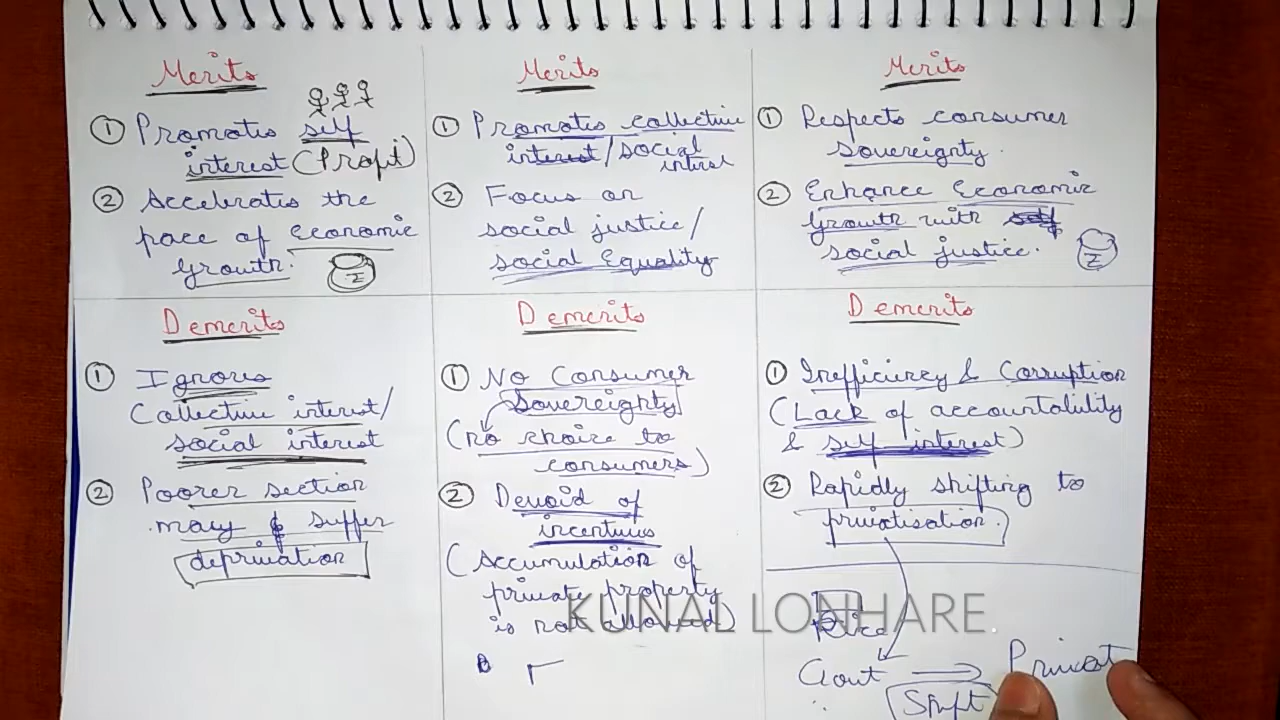 Merits
① Promotes self
interest (Profit)
② Accelerates the
pace of Economic
Growth.
2
Demerits
① Ignores
Collective interest/
social interest
② Poorer section
may suffer
deprivation
Merits
① Promotes collective
interest/social
interest
② Focus on
social justice/
social Equality
Demerits
① No Consumer
Sovereignty
(no choice to
consumers)
② Devoid of
incentives
(Accumulation of
private property
is not allowed)
Merits
① Respects consumer
sovereignty.
② Enhance Economic
Growth with
social justice.
2
Demerits
① Inefficiency & Corruption
(Lack of accountability
& self interest)
② Rapidly shifting to
privatisation.
Govt
Shift
Privat
KUNAL LONHARE.